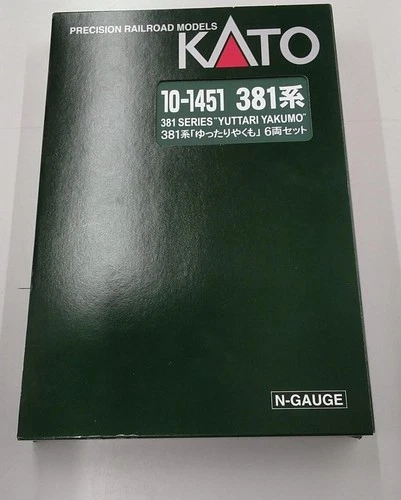 PRECISION RAILROAD MODELS
KATO
10-1451 381系
381 SERIES "YUTTARI YAKUMO"
381系「ゆったりやくも」6両セット
N-GAUGE